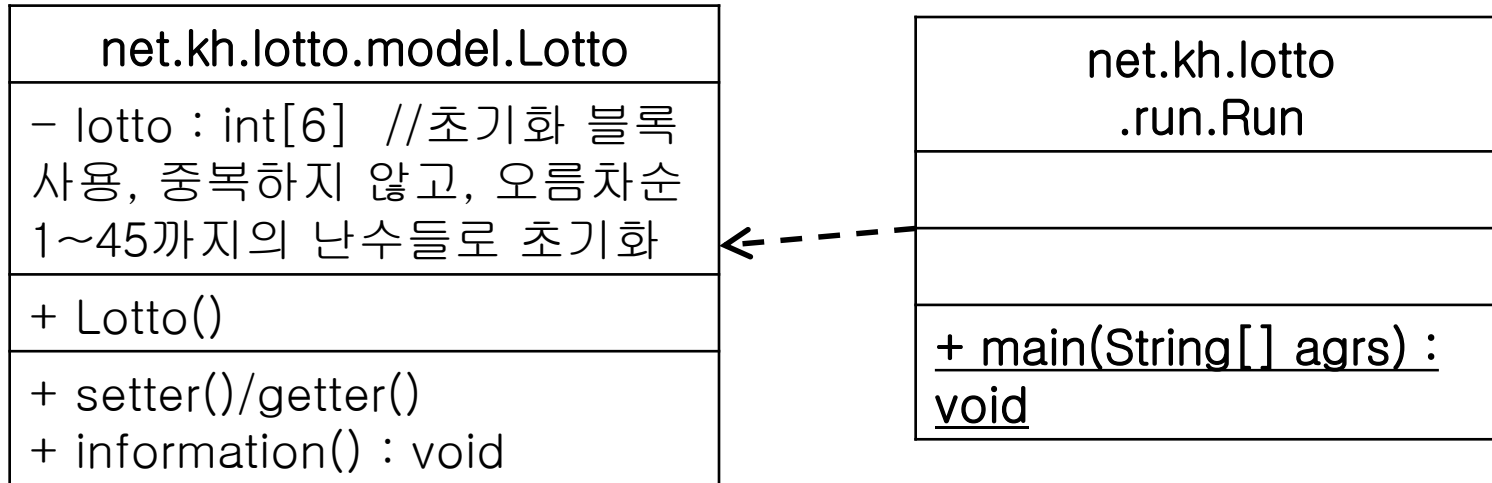 net.kh.lotto.model.Lotto
- lotto : int[6] //초기화 블록
사용, 중복하지 않고, 오름차순
1~45까지의 난수들로 초기화
+ Lotto()
+ setter()/getter()
+ information() : void
net.kh.lotto
.run.Run
+ main(String[] agrs) :
void